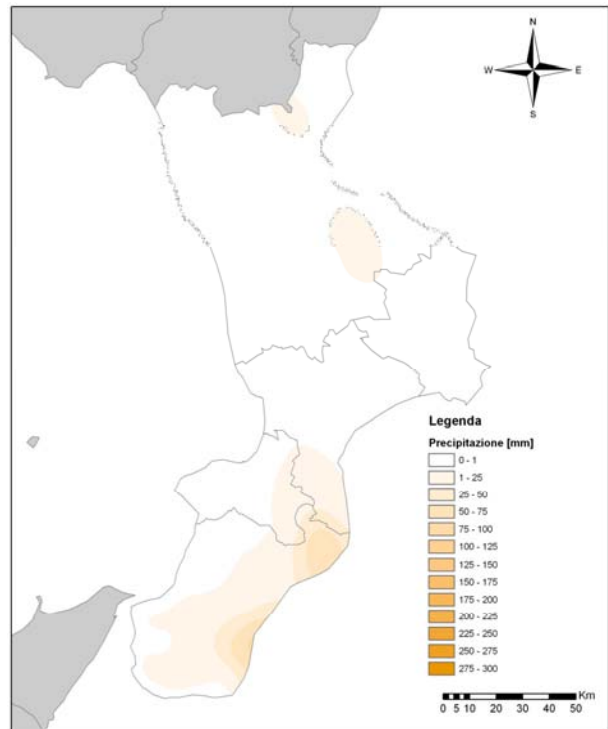 N
W E
S
Legenda
Precipitazione [mm]
0 - 1
1 - 25
25 - 50
50 - 75
75 - 100
100 - 125
125 - 150
150 - 175
175 - 200
200 - 225
225 - 250
250 - 275
275 - 300
Km
0 5 10 20 30 40 50